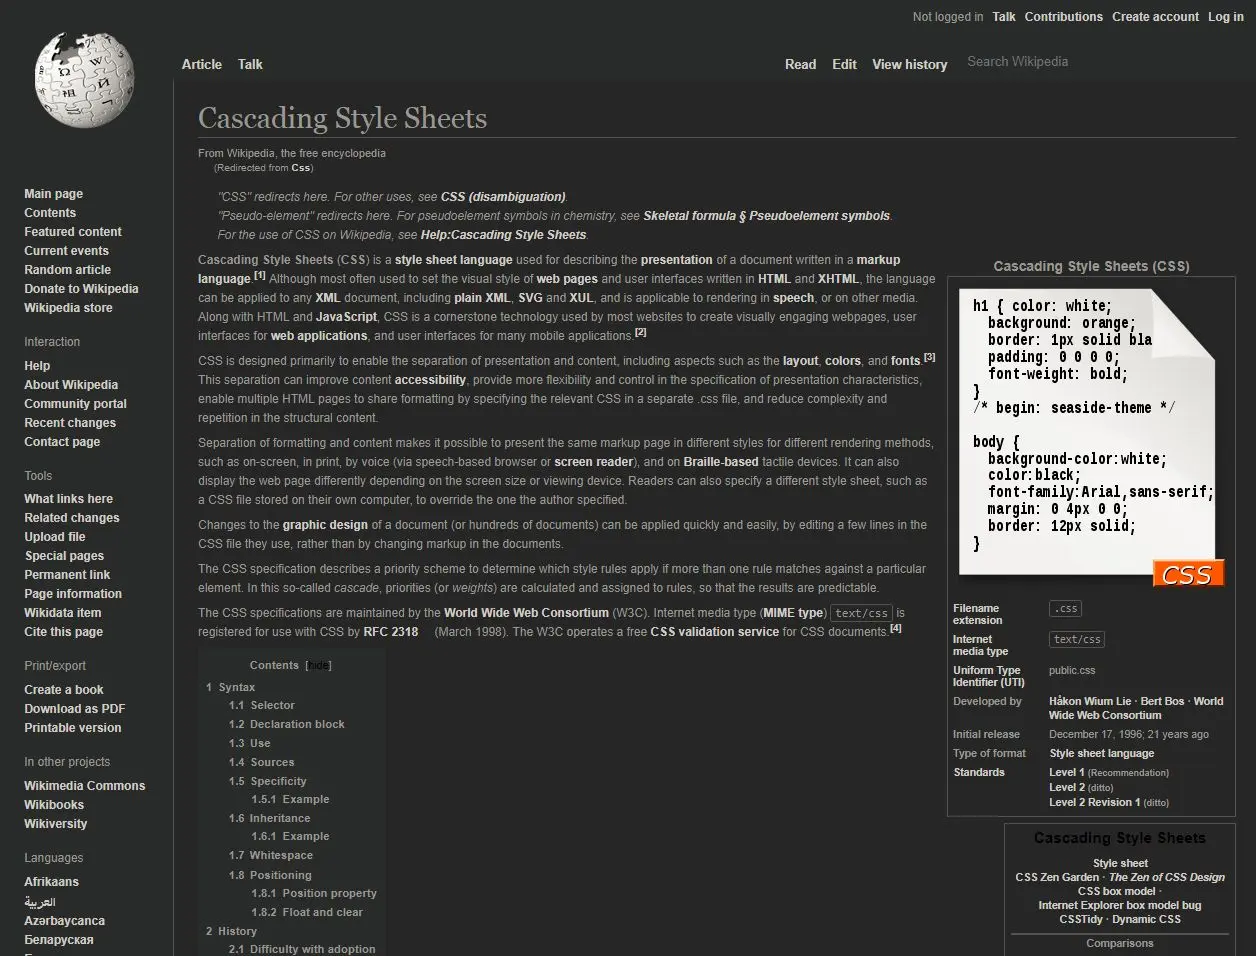 Not logged in Talk Contributions Create account Log in
Article Talk
Read Edit View history Search Wikipedia
Cascading Style Sheets
From Wikipedia, the free encyclopedia
(Redirected from Css)
"CSS" redirects here. For other uses, see CSS (disambiguation).
"Pseudo-element" redirects here. For pseudoelement symbols in chemistry, see Skeletal formula § Pseudoelement symbols.
For the use of CSS on Wikipedia, see Help:Cascading Style Sheets.
Cascading Style Sheets (CSS) is a style sheet language used for describing the presentation of a document written in a markup
language.[1] Although most often used to set the visual style of web pages and user interfaces written in HTML and XHTML, the language
can be applied to any XML document, including plain XML, SVG and XUL, and is applicable to rendering in speech, or on other media.
Along with HTML and JavaScript, CSS is a cornerstone technology used by most websites to create visually engaging webpages, user
interfaces for web applications, and user interfaces for many mobile applications.[2]
CSS is designed primarily to enable the separation of presentation and content, including aspects such as the layout, colors, and fonts.[3]
This separation can improve content accessibility, provide more flexibility and control in the specification of presentation characteristics,
enable multiple HTML pages to share formatting by specifying the relevant CSS in a separate .css file, and reduce complexity and
repetition in the structural content.
Separation of formatting and content makes it possible to present the same markup page in different styles for different rendering methods,
such as on-screen, in print, by voice (via speech-based browser or screen reader), and on Braille-based tactile devices. It can also
display the web page differently depending on the screen size or viewing device. Readers can also specify a different style sheet, such as
a CSS file stored on their own computer, to override the one the author specified.
Changes to the graphic design of a document (or hundreds of documents) can be applied quickly and easily, by editing a few lines in the
CSS file they use, rather than by changing markup in the documents.
The CSS specification describes a priority scheme to determine which style rules apply if more than one rule matches against a particular
element. In this so-called cascade, priorities (or weights) are calculated and assigned to rules, so that the results are predictable.
The CSS specifications are maintained by the World Wide Web Consortium (W3C). Internet media type (MIME type) text/css is
registered for use with CSS by RFC 2318 (March 1998). The W3C operates a free CSS validation service for CSS documents.[4]
Contents [hide]
1 Syntax
1.1 Selector
1.2 Declaration block
1.3 Use
1.4 Sources
1.5 Specificity
1.5.1 Example
1.6 Inheritance
1.6.1 Example
1.7 Whitespace
1.8 Positioning
1.8.1 Position property
1.8.2 Float and clear
2 History
2.1 Difficulty with adoption
Main page
Contents
Featured content
Current events
Random article
Donate to Wikipedia
Wikipedia store
Interaction
Help
About Wikipedia
Community portal
Recent changes
Contact page
Tools
What links here
Related changes
Upload file
Special pages
Permanent link
Page information
Wikidata item
Cite this page
Print/export
Create a book
Download as PDF
Printable version
In other projects
Wikimedia Commons
Wikibooks
Wikiversity
Languages
Afrikaans
العربية
Azərbaycanca
Беларуская
Cascading Style Sheets (CSS)
h1 { color: white;
background: orange;
border: 1px solid bla
padding: 0 0 0 0;
font-weight: bold;
}
/* begin: seaside-theme */
body {
background-color:white;
color:black;
font-family:Arial,sans-serif;
margin: 0 4px 0 0;
border: 12px solid;
}
CSS
Filename extension .css
Internet media type text/css
Uniform Type Identifier (UTI) public.css
Developed by Håkon Wium Lie · Bert Bos · World
Wide Web Consortium
Initial release December 17, 1996; 21 years ago
Type of format Style sheet language
Standards Level 1 (Recommendation)
Level 2 (ditto)
Level 2 Revision 1 (ditto)
Cascading Style Sheets
Style sheet
CSS Zen Garden · The Zen of CSS Design
CSS box model ·
Internet Explorer box model bug
CSSTidy · Dynamic CSS
Comparisons